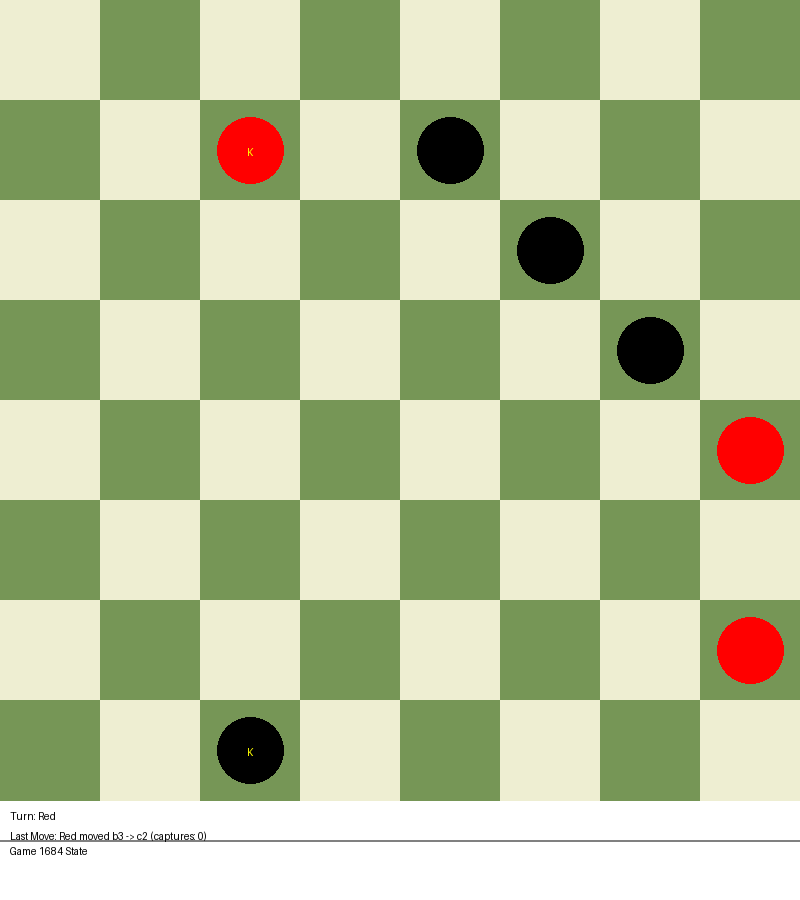 K
K
Turn: Red
Last Move: Red moved b3 -> c2 (captures: 0)
Game 1684 State